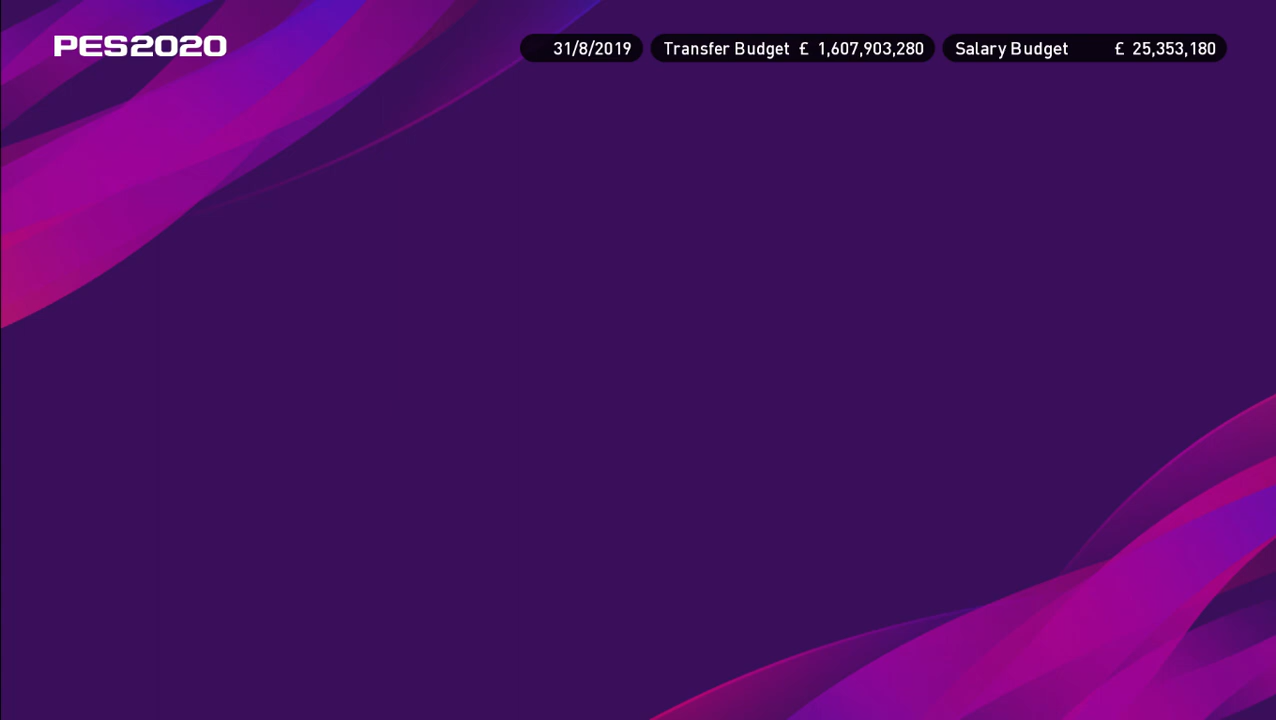 PES2020
31/8/2019 Transfer Budget £ 1,607,903,280 Salary Budget £ 25,353,180